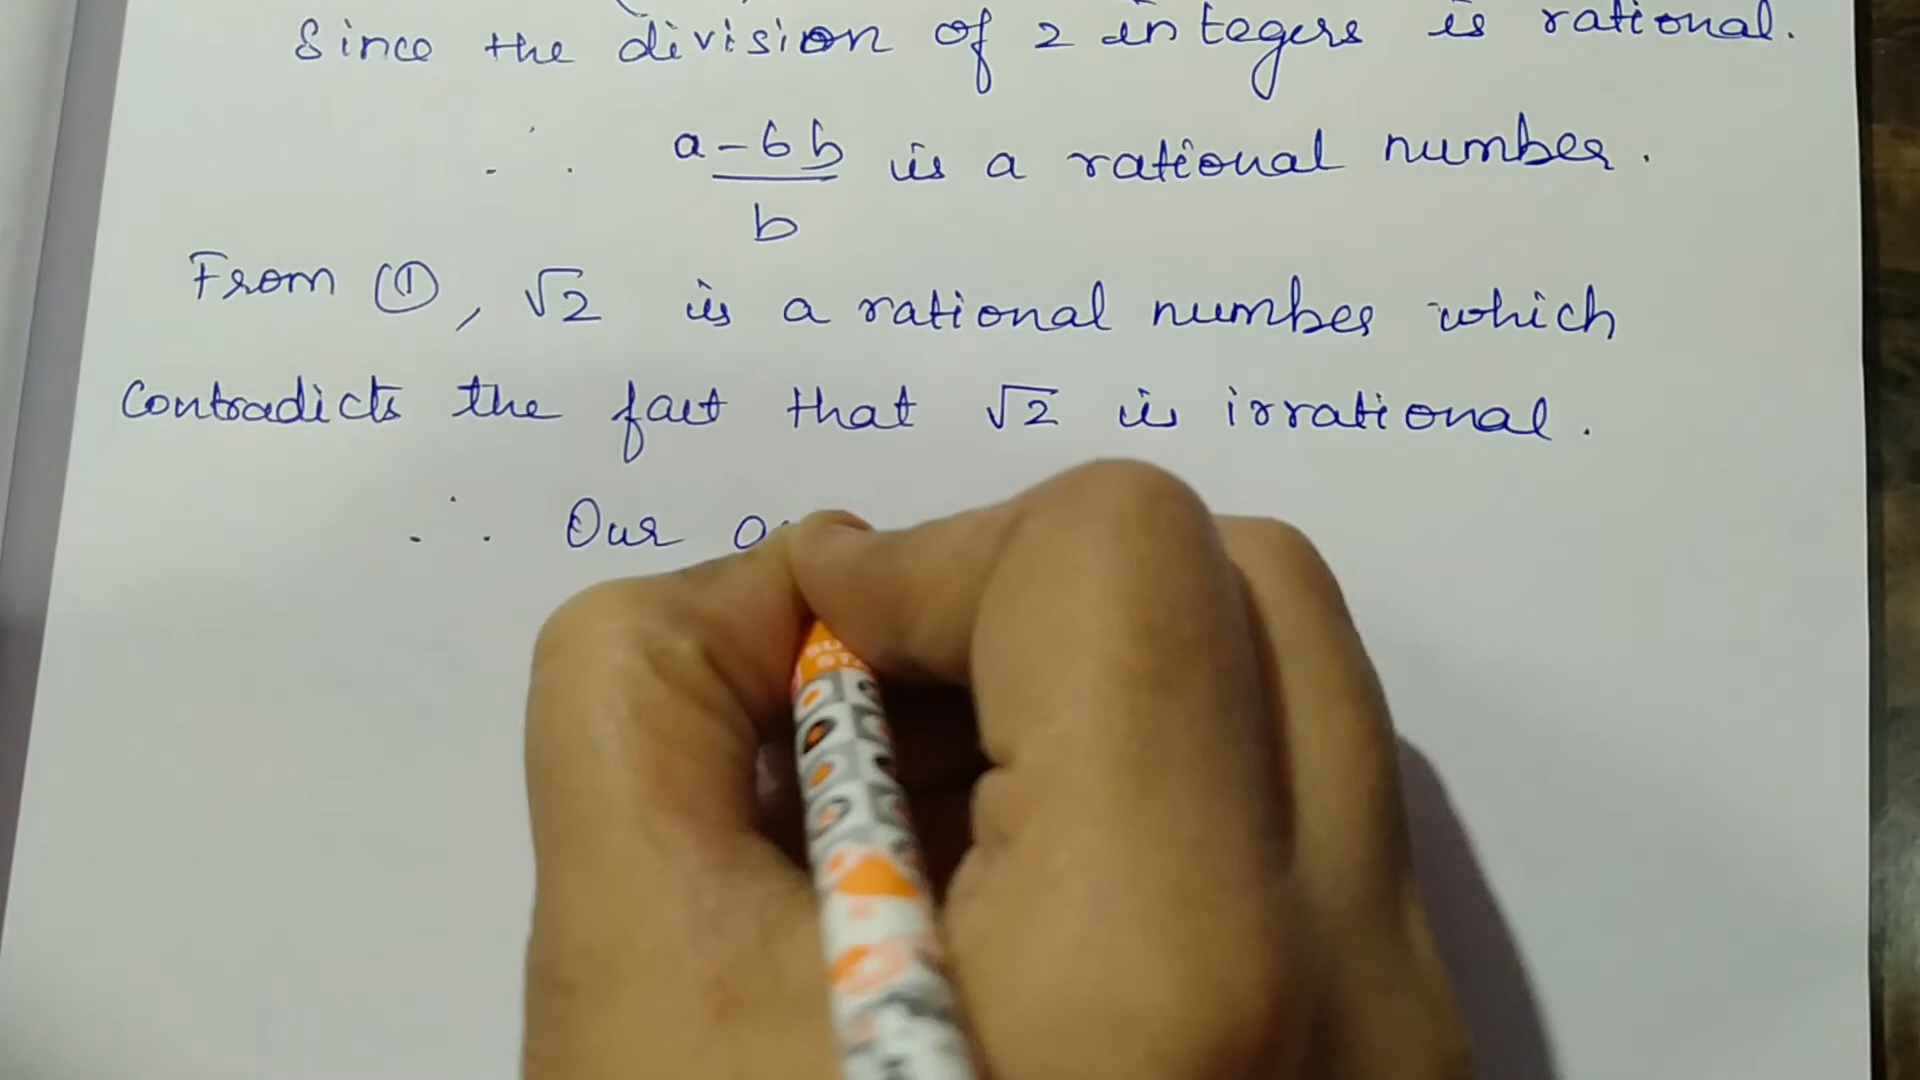 Since the division of 2 integers is rational.
∴ a-6b is a rational number.
b
From ①, √2 is a rational number which
contradicts the fact that √2 is irrational.
∴ Our